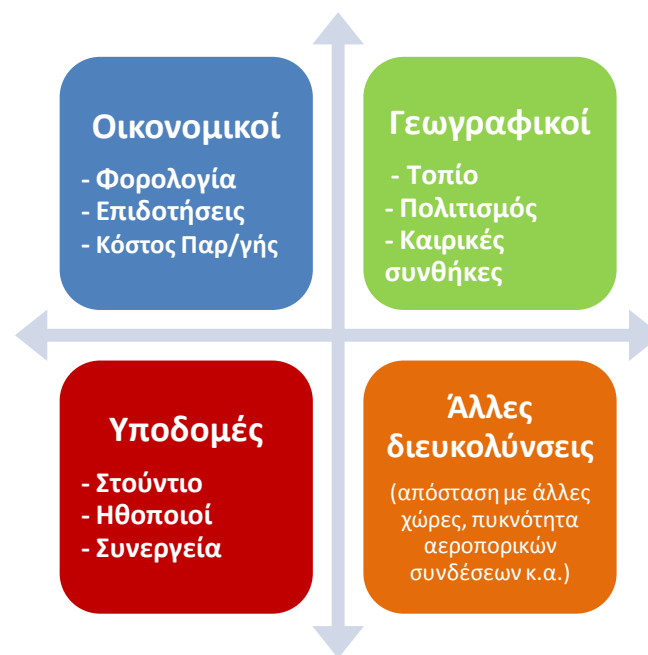 Οικονομικοί
- Φορολογία
- Επιδοτήσεις
- Κόστος Παρ/γής
Γεωγραφικοί
- Τοπίο
- Πολιτισμός
- Καιρικές
συνθήκες
Υποδομές
- Στούντιο
- Ηθοποιοί
- Συνεργεία
Άλλες
διευκολύνσεις
(απόσταση με άλλες
χώρες, πυκνότητα
αεροπορικών
συνδέσεων κ.α.)